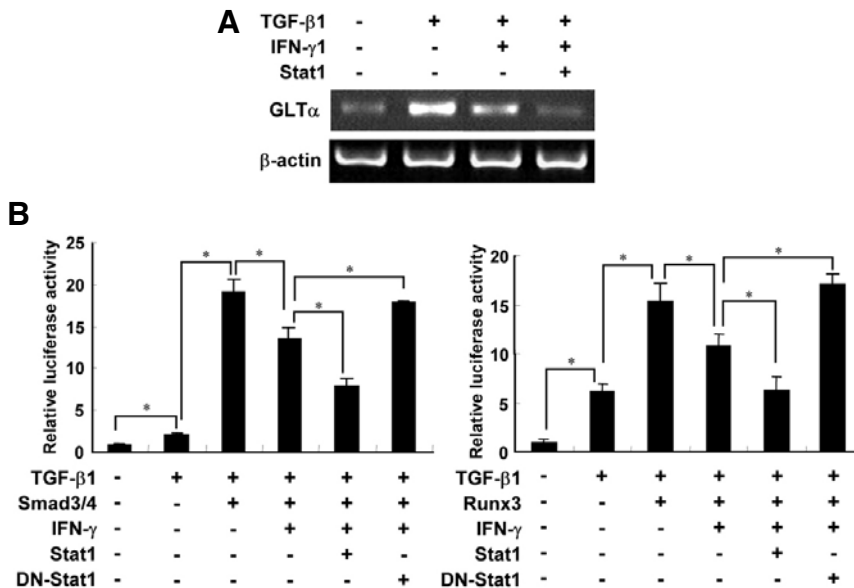 A
TGF-β1 - + + +
IFN-γ1 - - + +
Stat1 - - - +
GLTα
β-actin
B
Relative luciferase activity
25
20
15
10
5
0
* * * * *
TGF-β1 - + + + + +
Smad3/4 - - + + + +
IFN-γ - - - + + +
Stat1 - - - - + -
DN-Stat1 - - - - - +
Relative luciferase activity
20
15
10
5
0
* * * * *
TGF-β1 - + + + + +
Runx3 - - + + + +
IFN-γ - - - + + +
Stat1 - - - - + -
DN-Stat1 - - - - - +